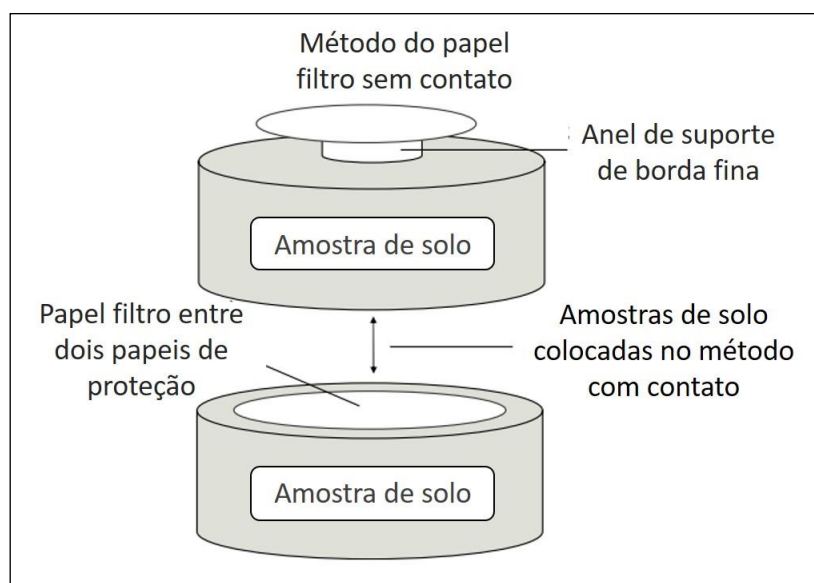 Método do papel
filtro sem contato
Anel de suporte
de borda fina
Amostra de solo
Papel filtro entre
dois papeis de
proteção
Amostras de solo
colocadas no método
com contato
Amostra de solo